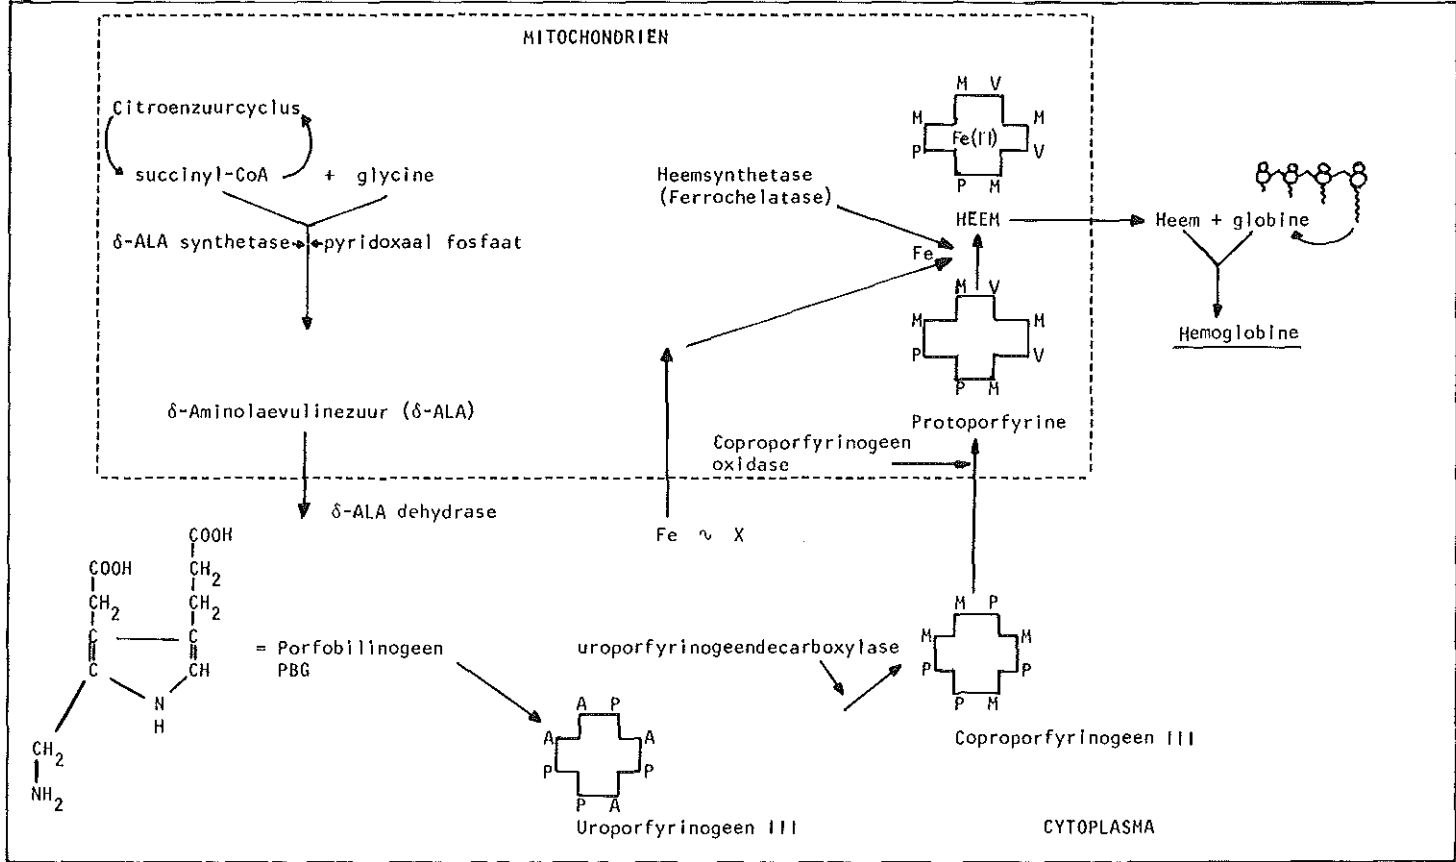 MITOCHONDRIEN
Citroenzuurcyclus
succinyl-CoA + glycine
δ-ALA synthetase pyridoxaal fosfaat
δ-Aminolaevulinezuur (δ-ALA)
δ-ALA dehydrase
Heemsynthetase
(Ferrochelatase)
Fe
M V
M M
Fe(II)
P V
P M
HEEM
M V
M M
P V
P M
Protoporfyrine
Coproporfyrinogeen
oxidase
Heem + globine
Hemoglobine
Fe ~ X
COOH
COOH
CH2
CH2
CH2
C C
C CH
N
H
CH2
NH2
= Porfobilinogeen
PBG
uroporfyrinogeendecarboxylase
A P
A A
P P
P A
Uroporfyrinogeen III
M P
M M
P P
P M
Coproporfyrinogeen III
CYTOPLASMA